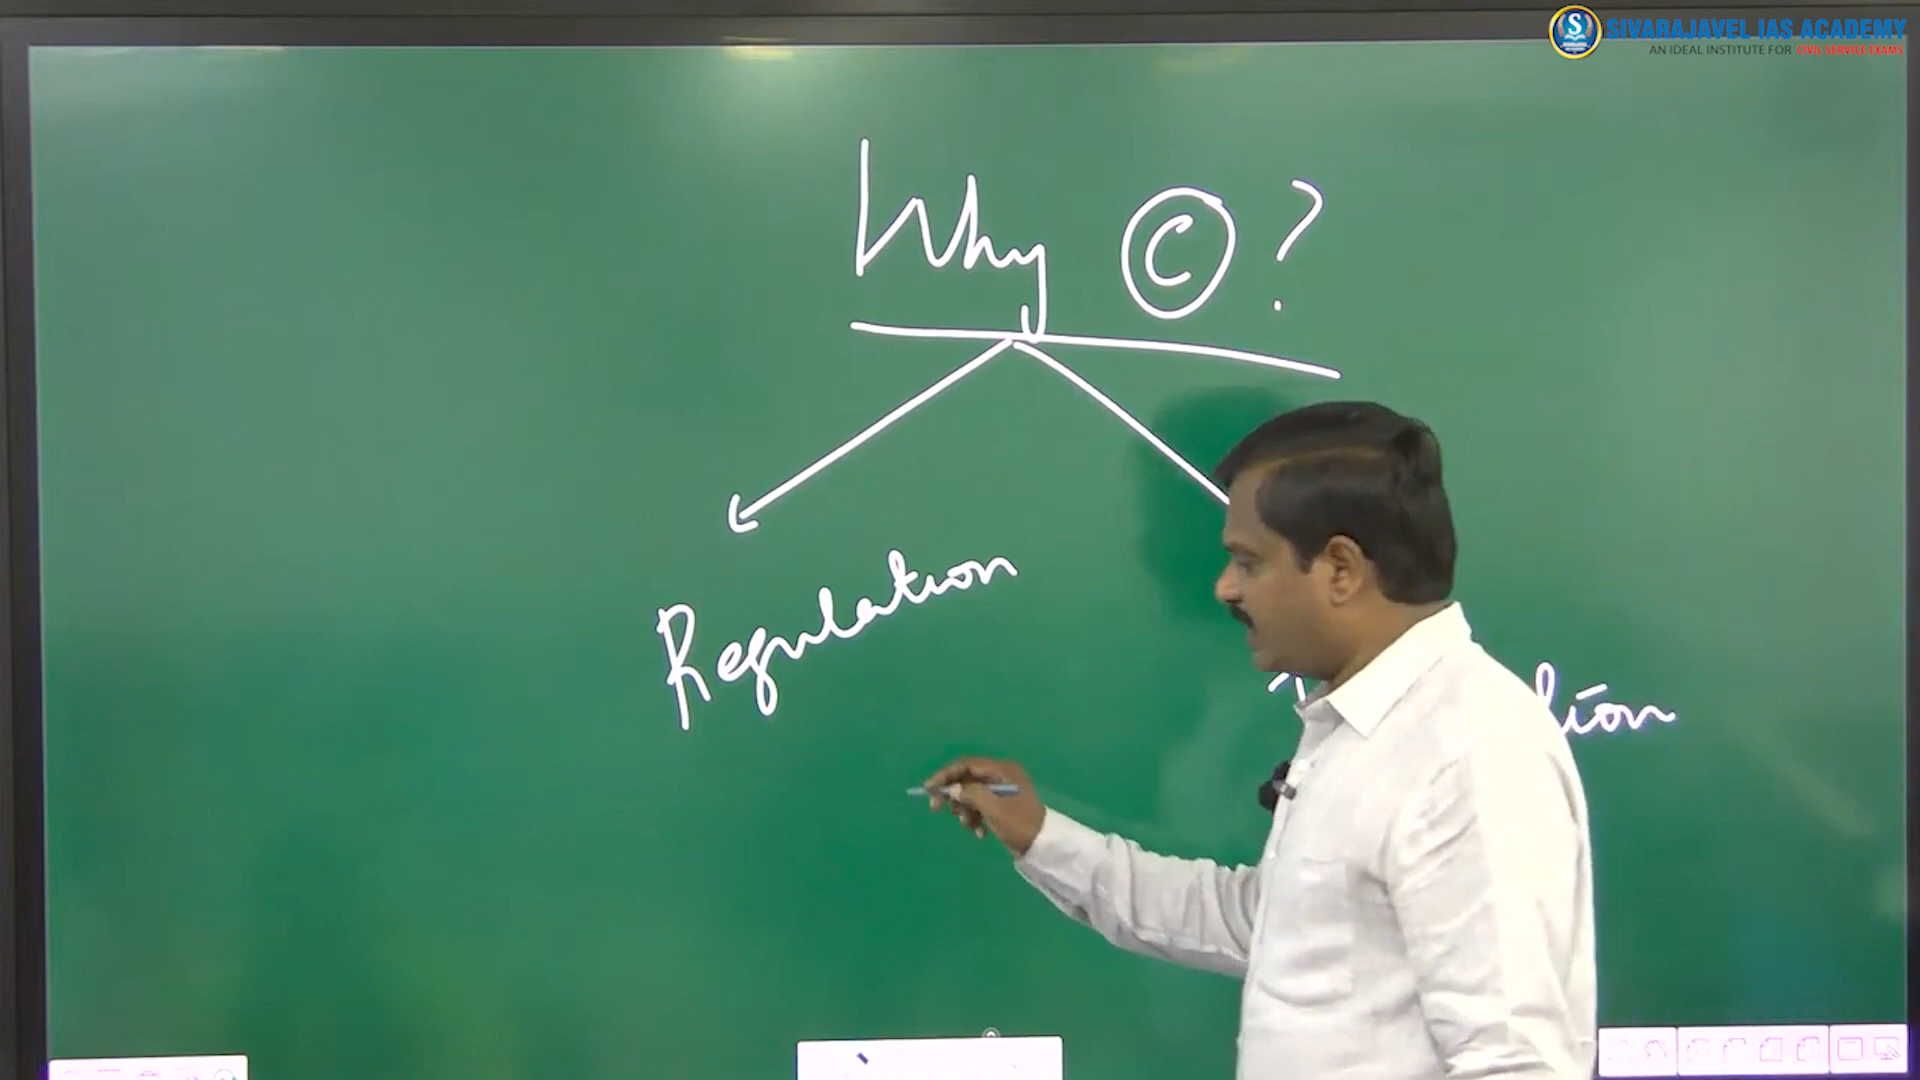 SIVARAJAVEL IAS ACADEMY
AN IDEAL INSTITUTE FOR CIVIL SERVICE EXAMS
Why © ?
Regulation